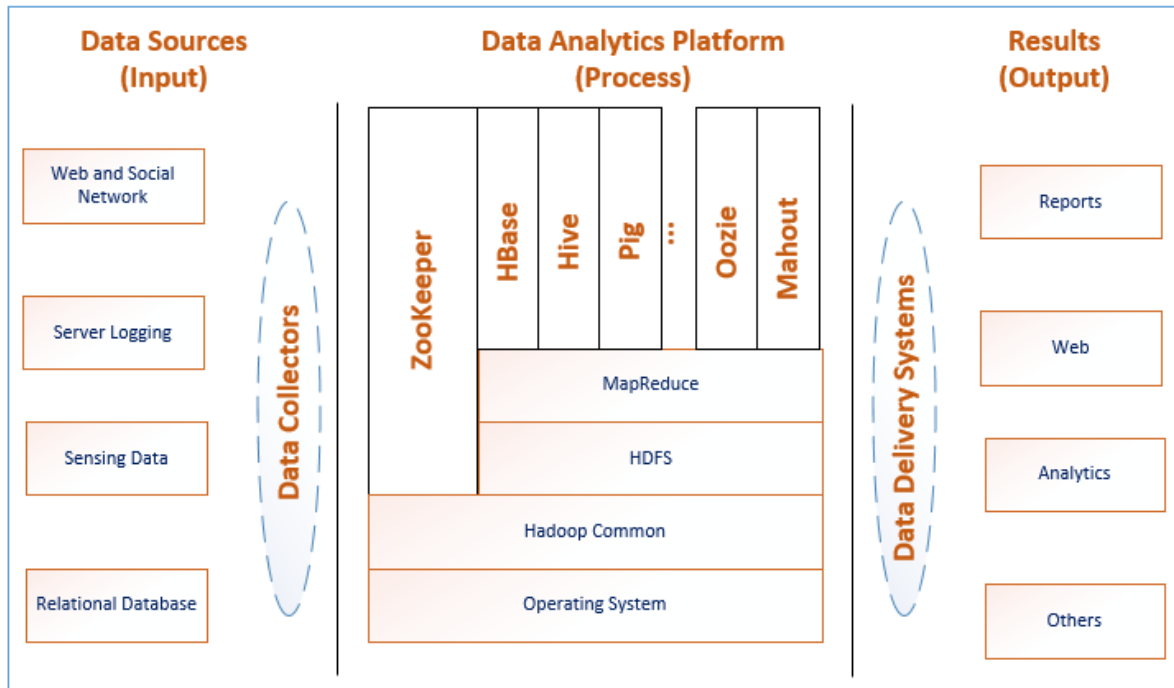 Data Sources
(Input)
Data Analytics Platform
(Process)
Results
(Output)
Web and Social
Network
Server Logging
Sensing Data
Relational Database
Data Collectors
ZooKeeper
HBase
Hive
Pig
...
Oozie
Mahout
MapReduce
HDFS
Hadoop Common
Operating System
Data Delivery Systems
Reports
Web
Analytics
Others